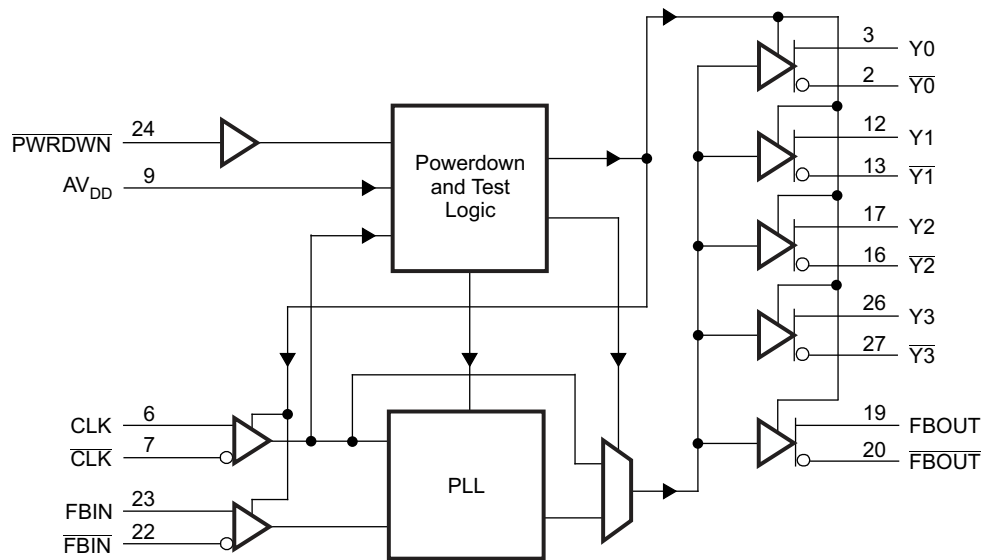 3 Y0
2 Y0
12 Y1
13 Y1
17 Y2
16 Y2
26 Y3
27 Y3
19 FBOUT
20 FBOUT
PWRDWN 24
AVDD 9
Powerdown
and Test
Logic
CLK 6
CLK 7
FBIN 23
FBIN 22
PLL